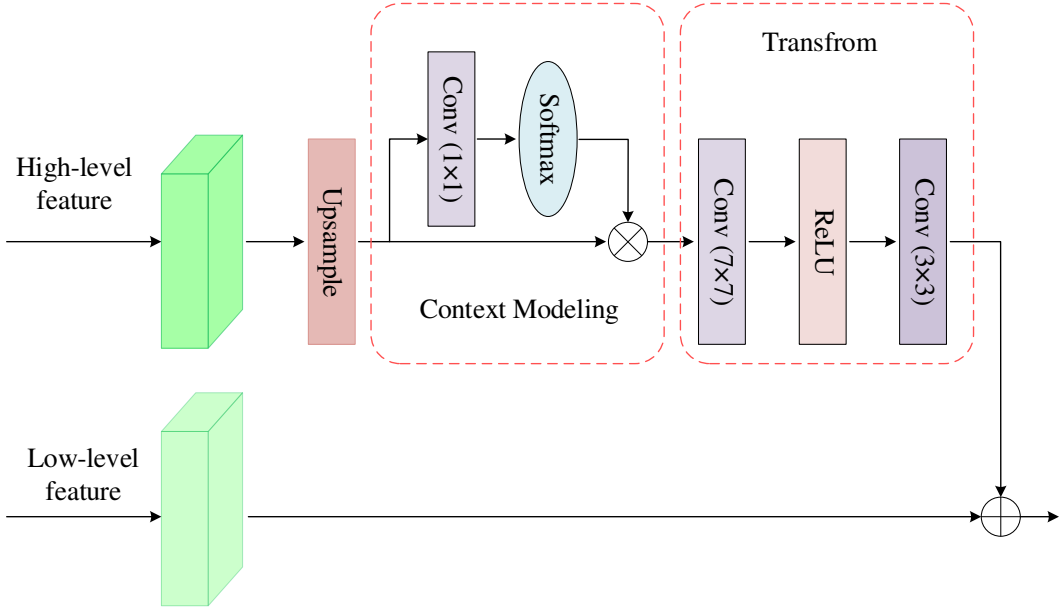 High-level
feature
Upsample
Conv (1×1)
Softmax
Context Modeling
Transfrom
Conv (7×7)
ReLU
Conv (3×3)
Low-level
feature